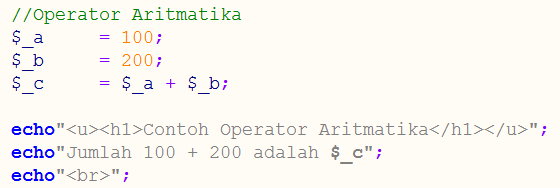 //Operator Aritmatika
$_a     = 100;
$_b     = 200;
$_c     = $_a + $_b;
echo"<u><h1>Contoh Operator Aritmatika</h1></u>";
echo"Jumlah 100 + 200 adalah $_c";
echo"<br>";